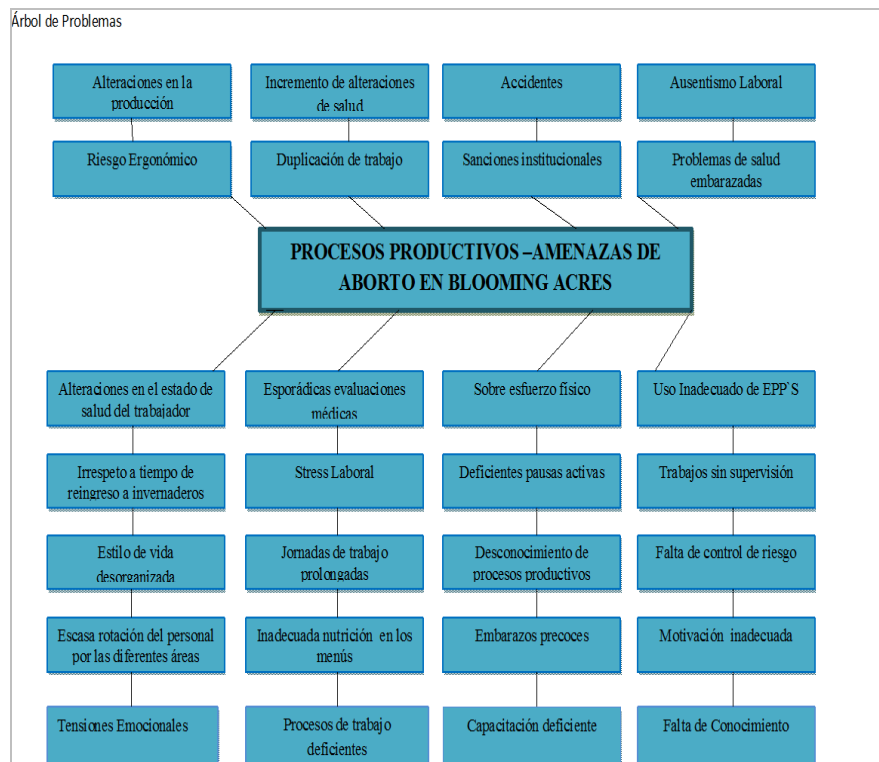 Árbol de Problemas
Alteraciones en la
producción
Incremento de alteraciones
de salud
Accidentes
Ausentismo Laboral
Riesgo Ergonómico
Duplicación de trabajo
Sanciones institucionales
Problemas de salud
embarazadas
PROCESOS PRODUCTIVOS –AMENAZAS DE
ABORTO EN BLOOMING ACRES
Alteraciones en el estado de
salud del trabajador
Esporádicas evaluaciones
médicas
Sobre esfuerzo físico
Uso Inadecuado de EPP`S
Irrespeto a tiempo de
reingreso a invernaderos
Stress Laboral
Deficientes pausas activas
Trabajos sin supervisión
Estilo de vida
desorganizada
Jornadas de trabajo
prolongadas
Desconocimiento de
procesos productivos
Falta de control de riesgo
Escasa rotación del personal
por las diferentes áreas
Inadecuada nutrición en los
menús
Embarazos precoces
Motivación inadecuada
Tensiones Emocionales
Procesos de trabajo
deficientes
Capacitación deficiente
Falta de Conocimiento